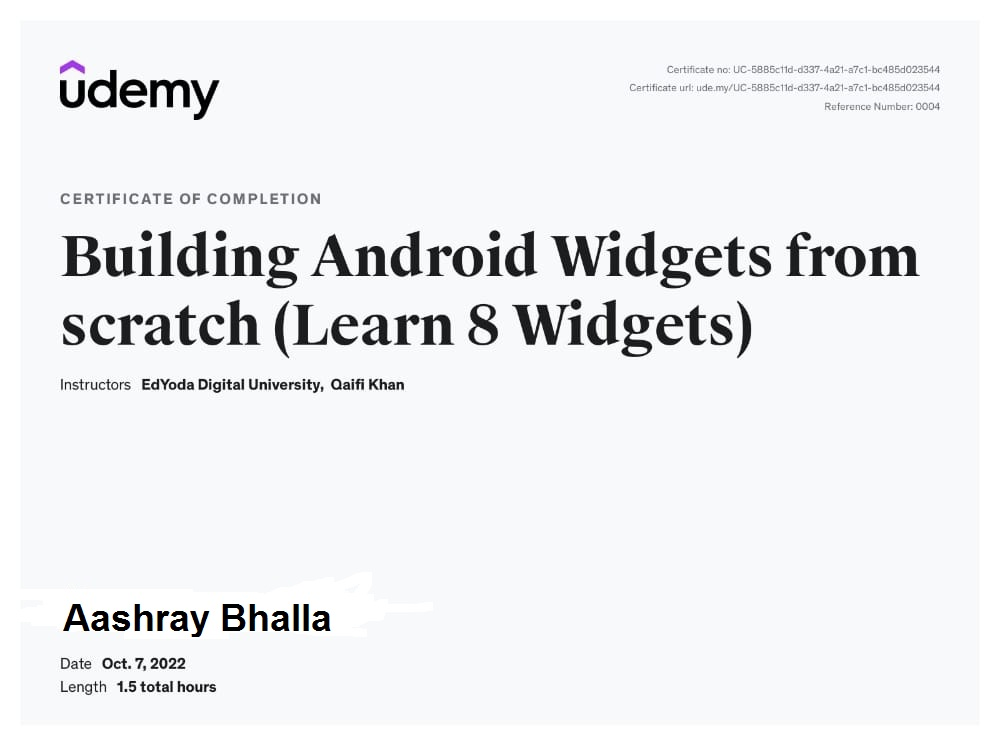 udemy
Certificate no: UC-5885c11d-d337-4a21-a7c1-bc485d023544
Certificate url: ude.my/UC-5885c11d-d337-4a21-a7c1-bc485d023544
Reference Number: 0004
CERTIFICATE OF COMPLETION
Building Android Widgets from
scratch (Learn 8 Widgets)
Instructors EdYoda Digital University, Qaifi Khan
Aashray Bhalla
Date Oct. 7, 2022
Length 1.5 total hours